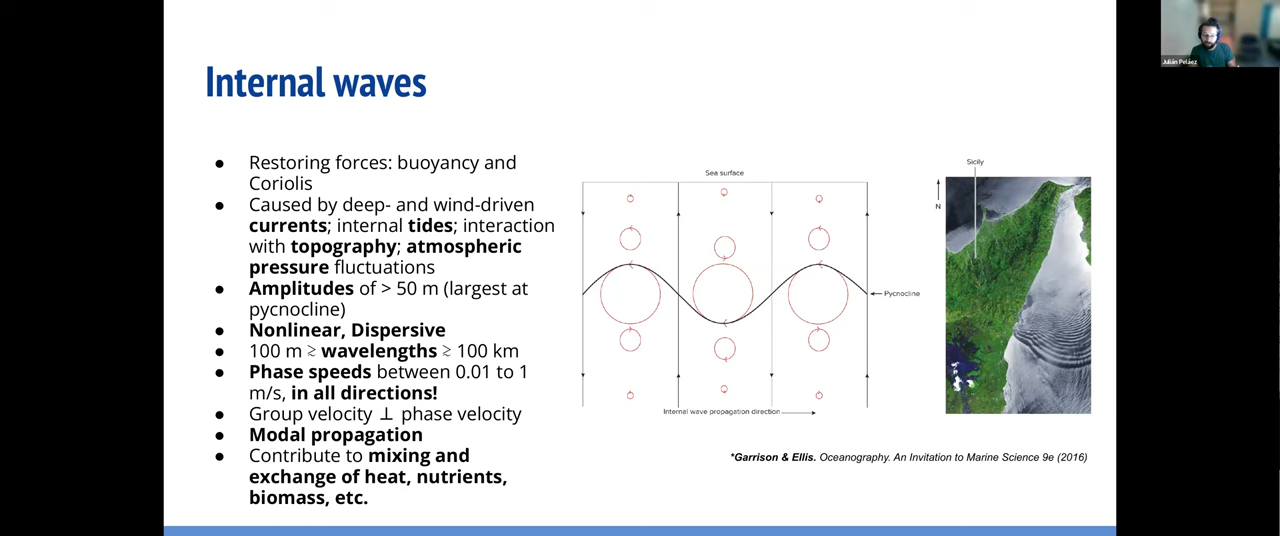 Internal waves
● Restoring forces: buoyancy and
Coriolis
● Caused by deep- and wind-driven
currents; internal tides; interaction
with topography; atmospheric
pressure fluctuations
● Amplitudes of > 50 m (largest at
pycnocline)
● Nonlinear, Dispersive
● 100 m ≳ wavelengths ≳ 100 km
● Phase speeds between 0.01 to 1
m/s, in all directions!
● Group velocity ⊥ phase velocity
● Modal propagation
● Contribute to mixing and
exchange of heat, nutrients,
biomass, etc.
Sea surface
Pycnocline
Internal wave propagation direction
Sicily
N
*Garrison & Ellis. Oceanography. An Invitation to Marine Science 9e (2016)
Julián Peláez